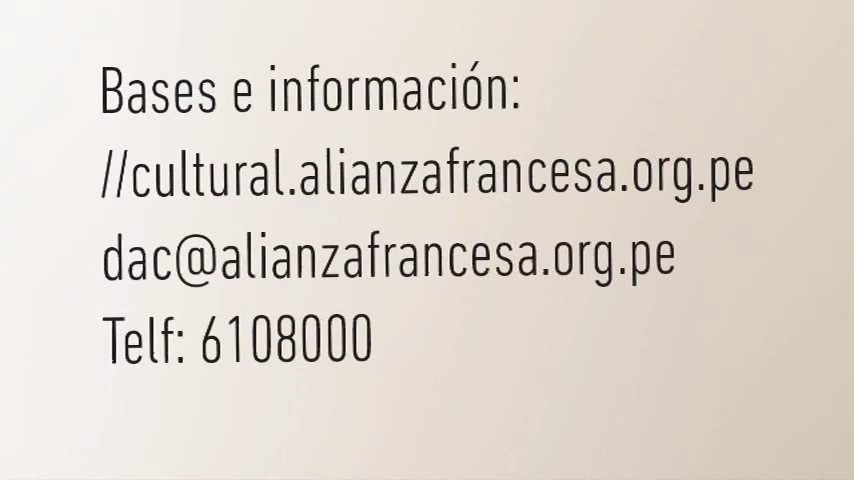 Bases e información:
//cultural.alianzafrancesa.org.pe
dac@alianzafrancesa.org.pe
Telf: 6108000